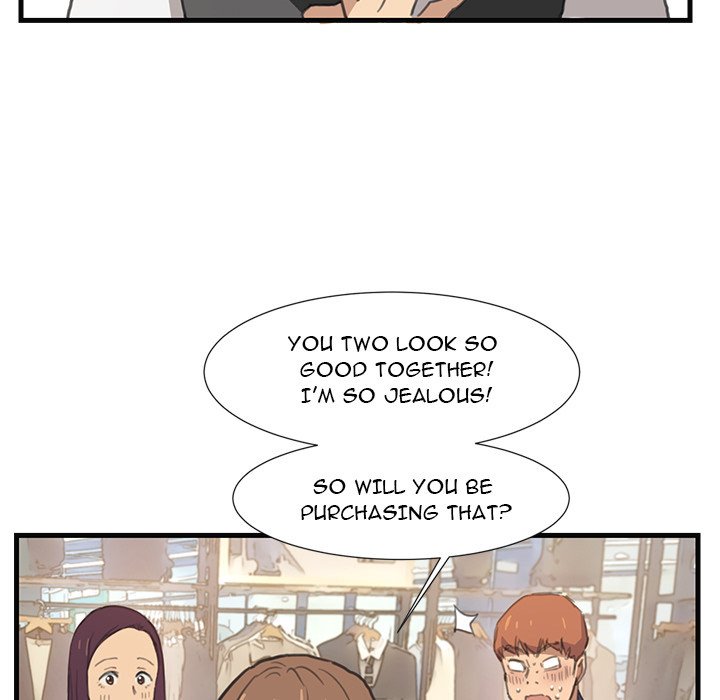 YOU TWO LOOK SO
GOOD TOGETHER!
I'M SO JEALOUS!
SO WILL YOU BE
PURCHASING THAT?